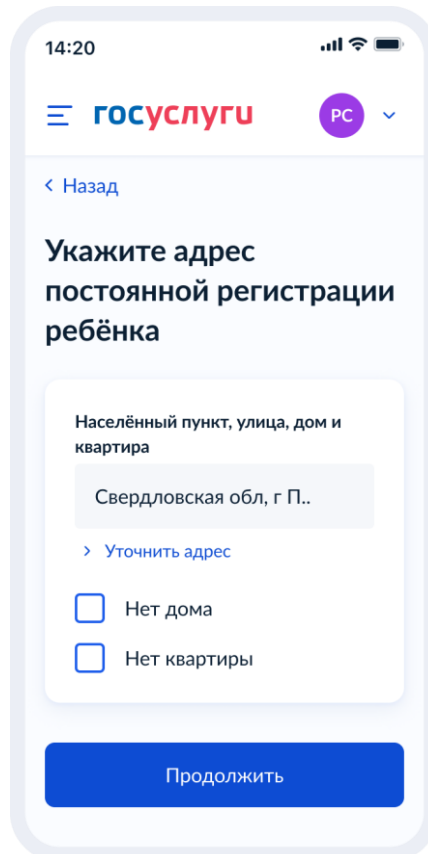 14:20
госуслуги
РС
Назад
Укажите адрес
постоянной регистрации
ребёнка
Населённый пункт, улица, дом и
квартира
Свердловская обл, г П..
Уточнить адрес
Нет дома
Нет квартиры
Продолжить